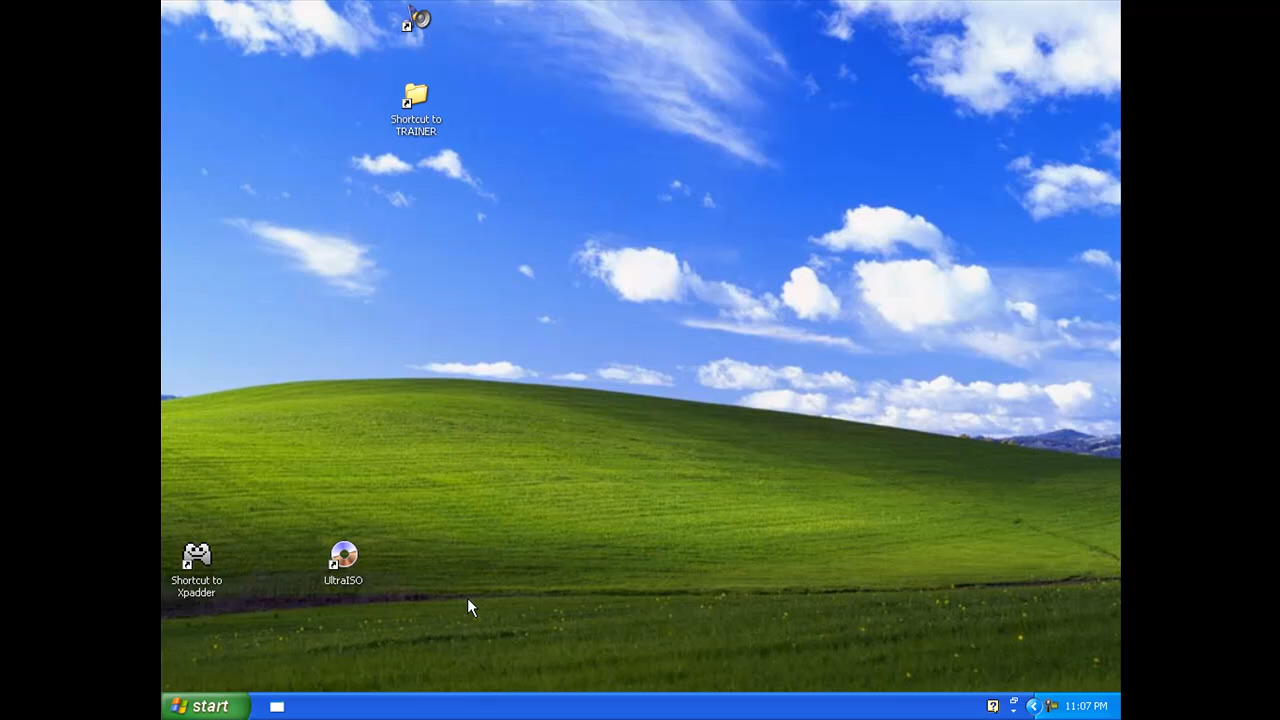 Shortcut to
TRAINER
Shortcut to
Xpadder
UltraISO
start
11:07 PM